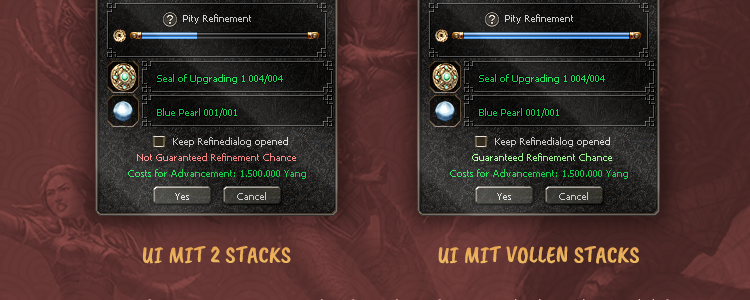 ? Pity Refinement
Seal of Upgrading 1 004/004
Blue Pearl 001/001
Keep Refinedialog opened
Not Guaranteed Refinement Chance
Costs for Advancement: 1.500.000 Yang
Yes Cancel
UI MIT 2 STACKS
? Pity Refinement
Seal of Upgrading 1 004/004
Blue Pearl 001/001
Keep Refinedialog opened
Guaranteed Refinement Chance
Costs for Advancement: 1.500.000 Yang
Yes Cancel
UI MIT VOLLEN STACKS